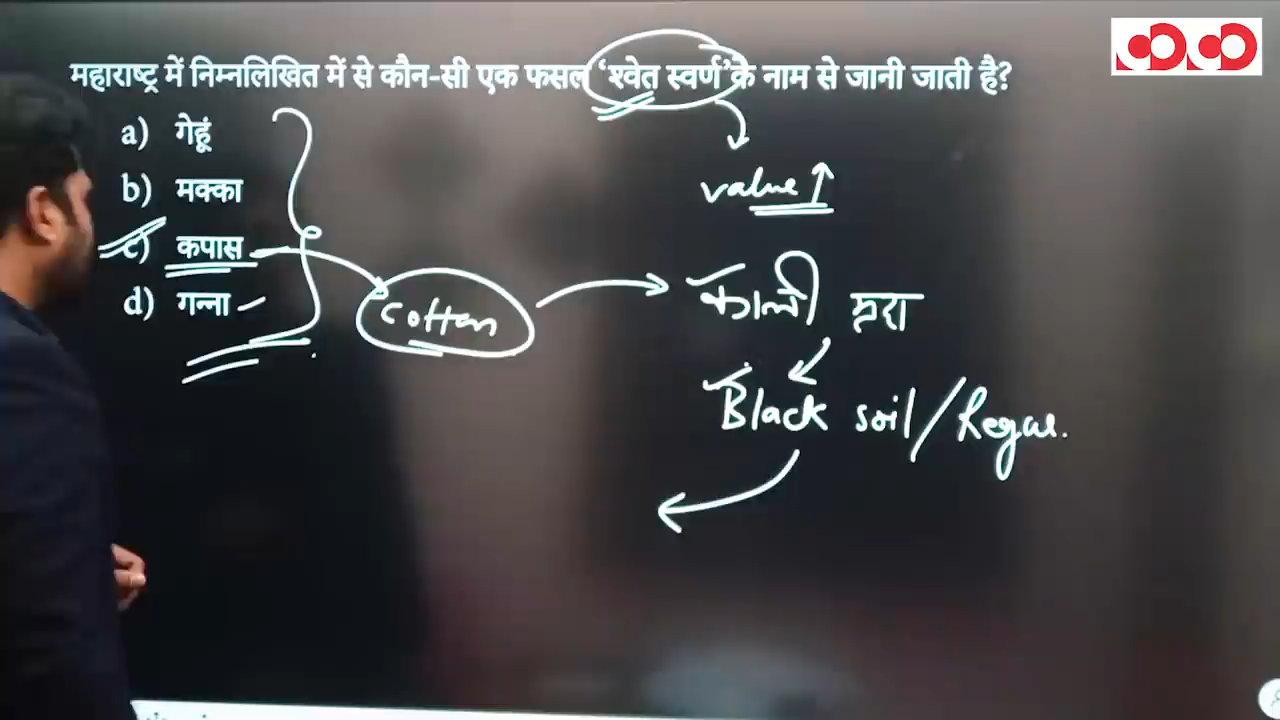 महाराष्ट्र में निम्नलिखित में से कौन-सी एक फसल ‘श्वेत स्वर्ण’के नाम से जानी जाती है?
a) गेहूं
b) मक्का
c) कपास
d) गन्ना
value ↑
cotton
काली
Black soil/Regur.